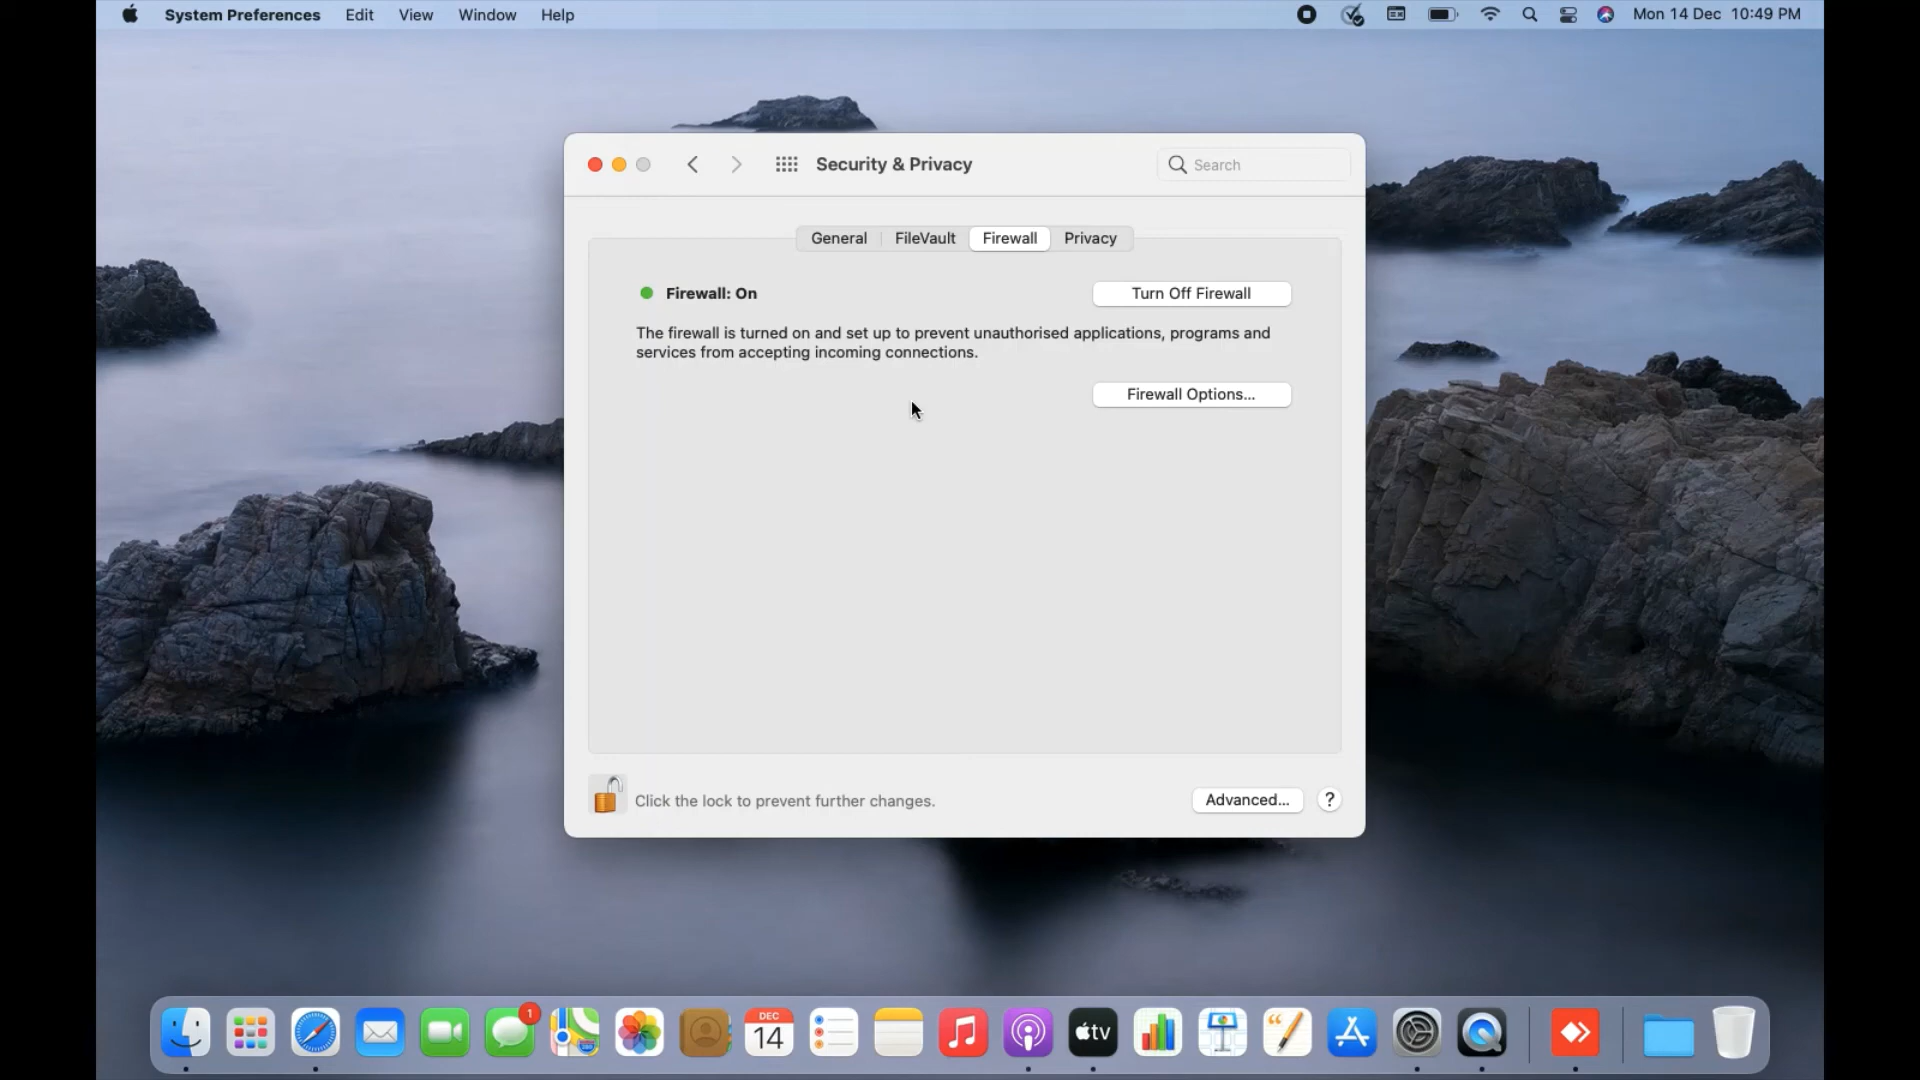 System Preferences Edit View Window Help Mon 14 Dec 10:49 PM
Security & Privacy Search
General FileVault Firewall Privacy
Firewall: On Turn Off Firewall
The firewall is turned on and set up to prevent unauthorised applications, programs and
services from accepting incoming connections.
Firewall Options...
Click the lock to prevent further changes. Advanced... ?
1
DEC
14
tv